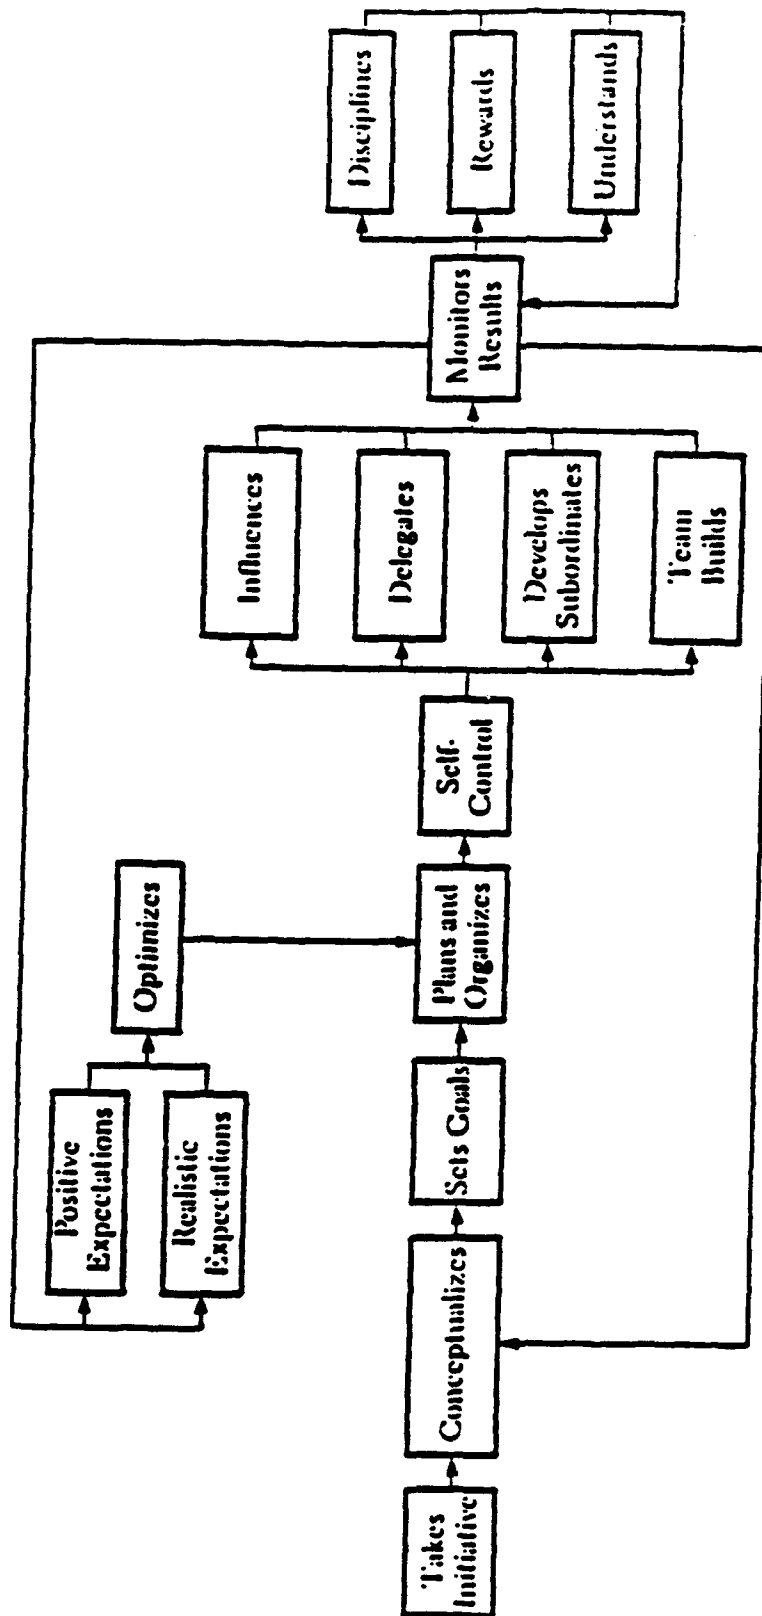 Takes
Initiative
Conceptualizes
Sets Goals
Plans and
Organizes
Self-
Control
Positive
Expectations
Realistic
Expectations
Optimizes
Influences
Delegates
Develops
Subordinates
Team
Builds
Monitors
Results
Disciplines
Rewards
Understands